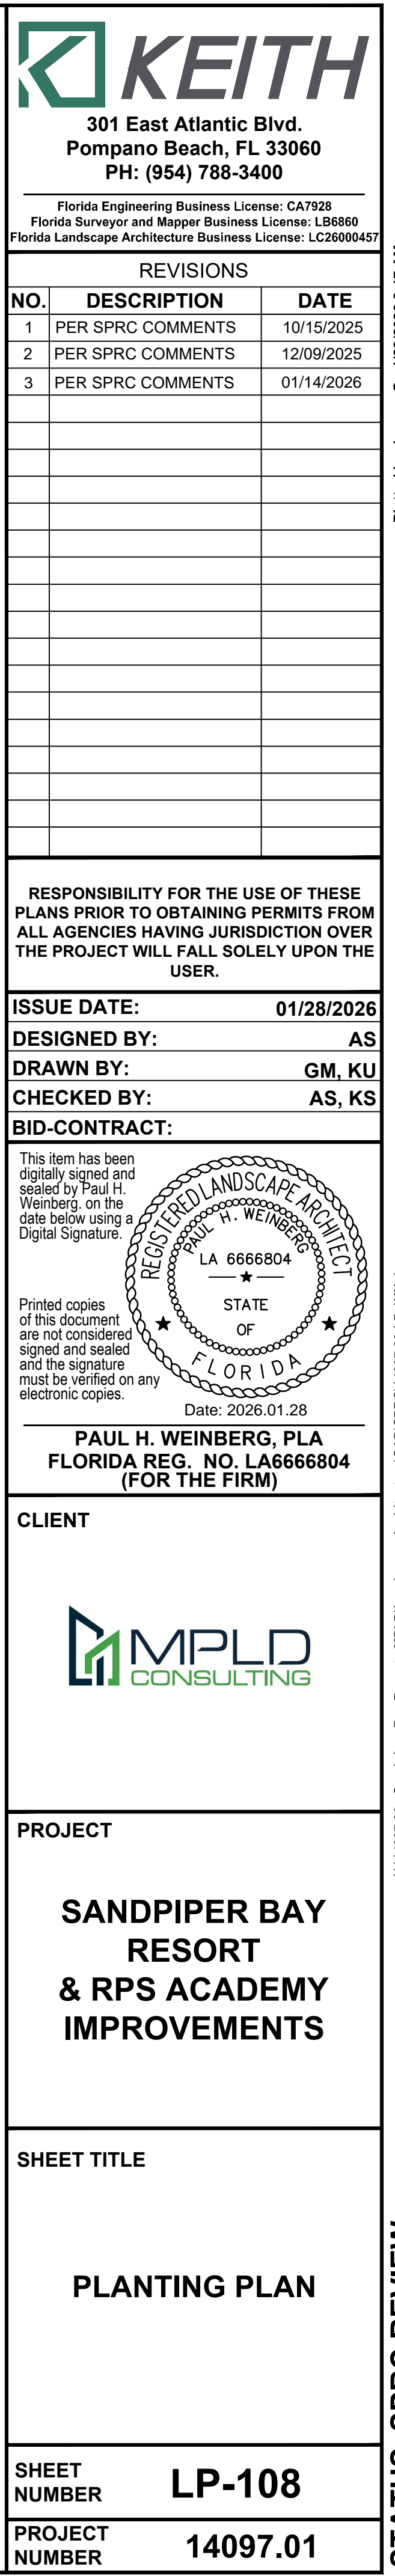 KEITH
301 East Atlantic Blvd.
Pompano Beach, FL 33060
PH: (954) 788-3400
Florida Engineering Business License: CA7928
Florida Surveyor and Mapper Business License: LB6860
Florida Landscape Architecture Business License: LC26000457
REVISIONS
NO. DESCRIPTION DATE
1 PER SPRC COMMENTS 10/15/2025
2 PER SPRC COMMENTS 12/09/2025
3 PER SPRC COMMENTS 01/14/2026
RESPONSIBILITY FOR THE USE OF THESE
PLANS PRIOR TO OBTAINING PERMITS FROM
ALL AGENCIES HAVING JURISDICTION OVER
THE PROJECT WILL FALL SOLELY UPON THE
USER.
ISSUE DATE: 01/28/2026
DESIGNED BY: AS
DRAWN BY: GM, KU
CHECKED BY: AS, KS
BID-CONTRACT:
This item has been
digitally signed and
sealed by Paul H.
Weinberg. on the
date below using a
Digital Signature.
Printed copies
of this document
are not considered
signed and sealed
and the signature
must be verified on any
electronic copies.
REGISTERED LANDSCAPE ARCHITECT
PAUL H. WEINBERG
LA 6666804
STATE
OF
FLORIDA
Date: 2026.01.28
PAUL H. WEINBERG, PLA
FLORIDA REG. NO. LA6666804
(FOR THE FIRM)
CLIENT
MPLD
CONSULTING
PROJECT
SANDPIPER BAY
RESORT
& RPS ACADEMY
IMPROVEMENTS
SHEET TITLE
PLANTING PLAN
SHEET
NUMBER
LP-108
PROJECT
NUMBER
14097.01